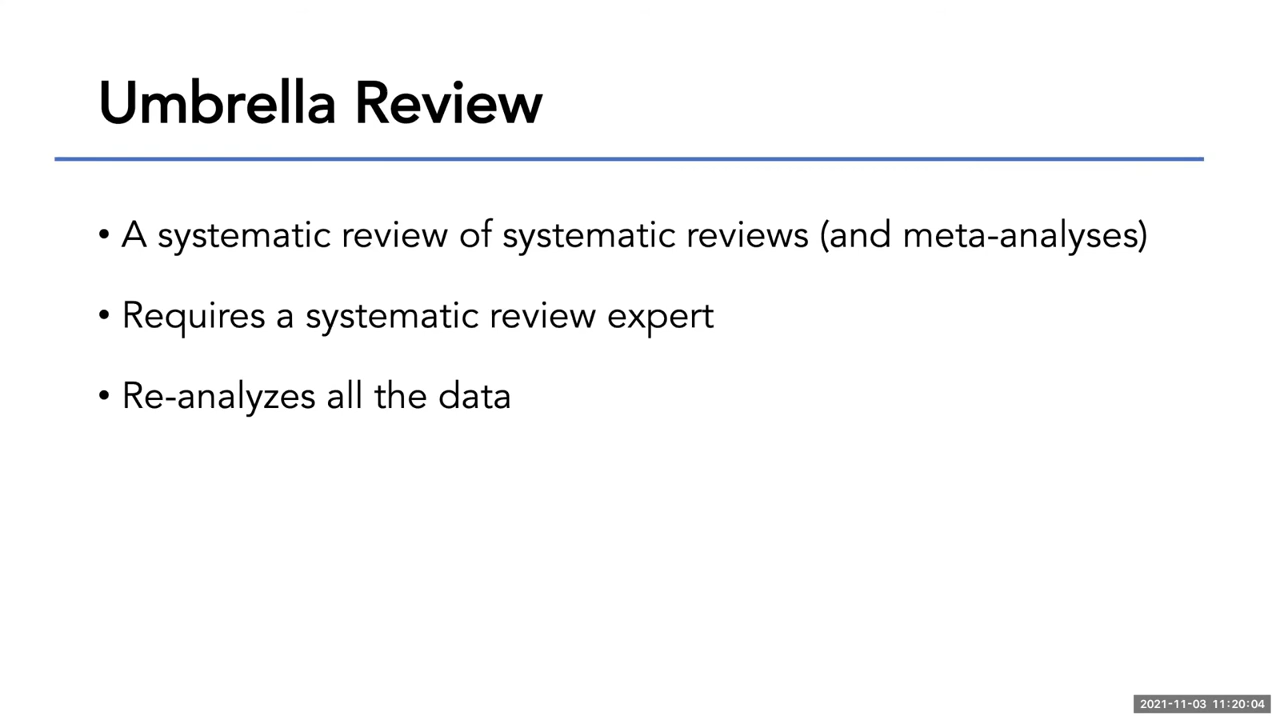 Umbrella Review
• A systematic review of systematic reviews (and meta-analyses)
• Requires a systematic review expert
• Re-analyzes all the data
2021-11-03 11:20:04